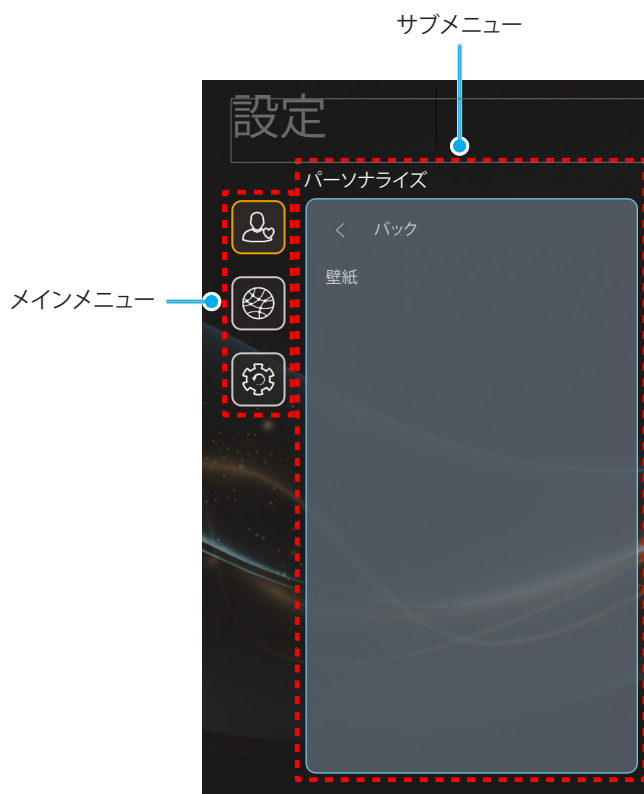 サブメニュー
設定
パーソナライズ
< バック
壁紙
メインメニュー